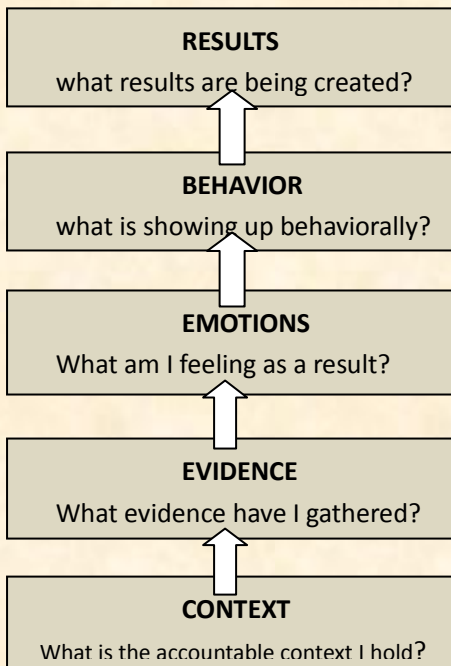 RESULTS
what results are being created?
BEHAVIOR
what is showing up behaviorally?
EMOTIONS
What am I feeling as a result?
EVIDENCE
What evidence have I gathered?
CONTEXT
What is the accountable context I hold?